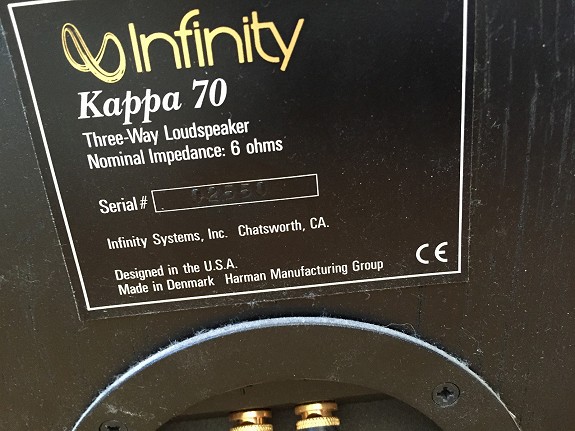 Infinity
Kappa 70
Three-Way Loudspeaker
Nominal Impedance: 6 ohms
Serial#
Infinity Systems, Inc. Chatsworth, CA.
Designed in the U.S.A.
Made in Denmark Harman Manufacturing Group
CE